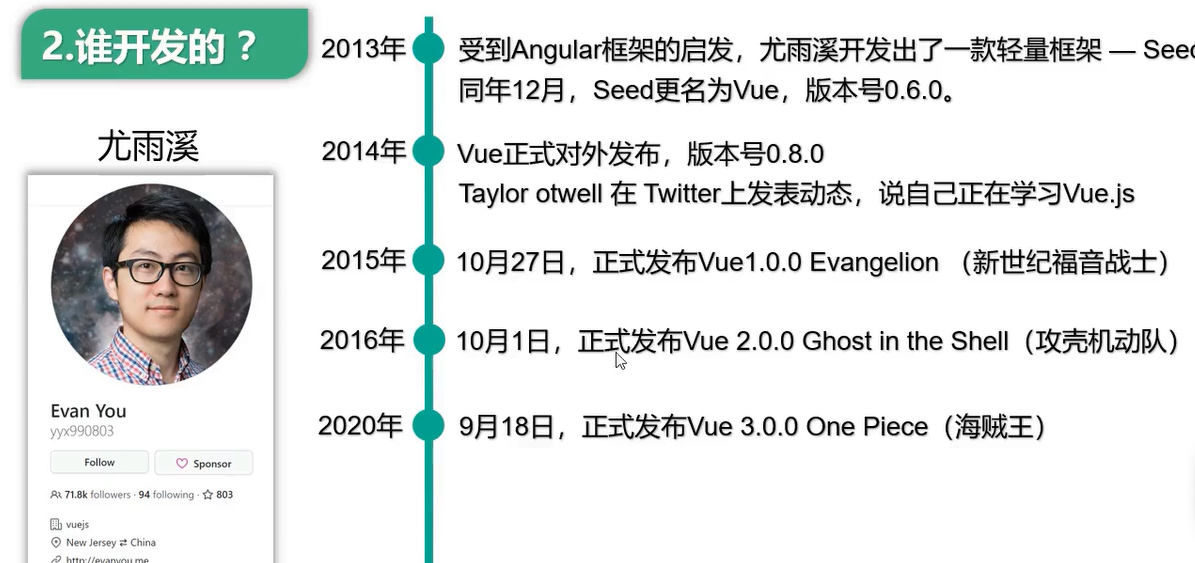 2.谁开发的？
尤雨溪
Evan You
yyx990803
Follow
Sponsor
71.8k followers · 94 following · 803
vuejs
New Jersey ⇄ China
http://evanyou.me
2013年
受到Angular框架的启发，尤雨溪开发出了一款轻量框架 — Seed
同年12月，Seed更名为Vue，版本号0.6.0。
2014年
Vue正式对外发布，版本号0.8.0
Taylor otwell 在 Twitter上发表动态，说自己正在学习Vue.js
2015年
10月27日，正式发布Vue1.0.0 Evangelion （新世纪福音战士）
2016年
10月1日，正式发布Vue 2.0.0 Ghost in the Shell（攻壳机动队）
2020年
9月18日，正式发布Vue 3.0.0 One Piece（海贼王）